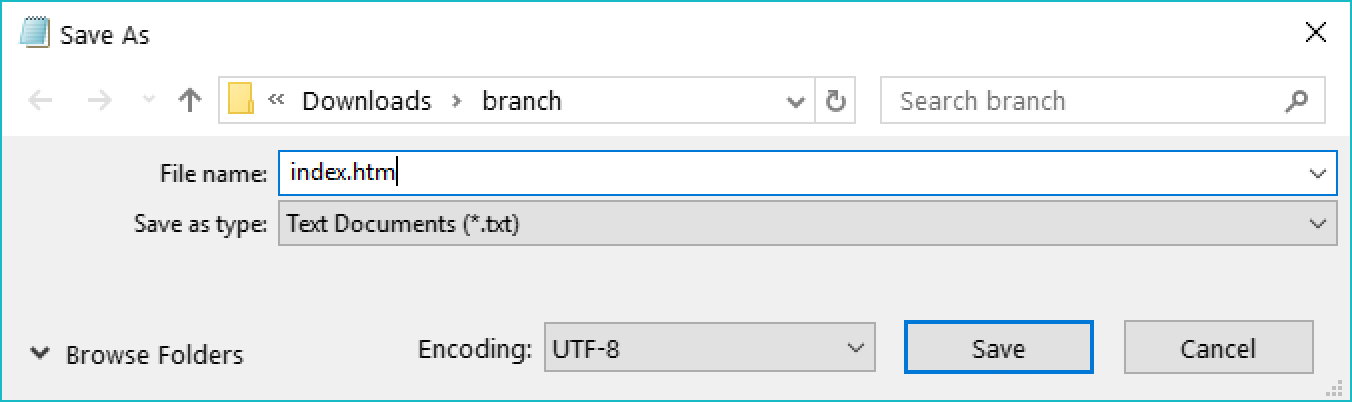 Save As
« Downloads › branch
Search branch
File name: index.htm
Save as type: Text Documents (*.txt)
Browse Folders
Encoding: UTF-8
Save
Cancel